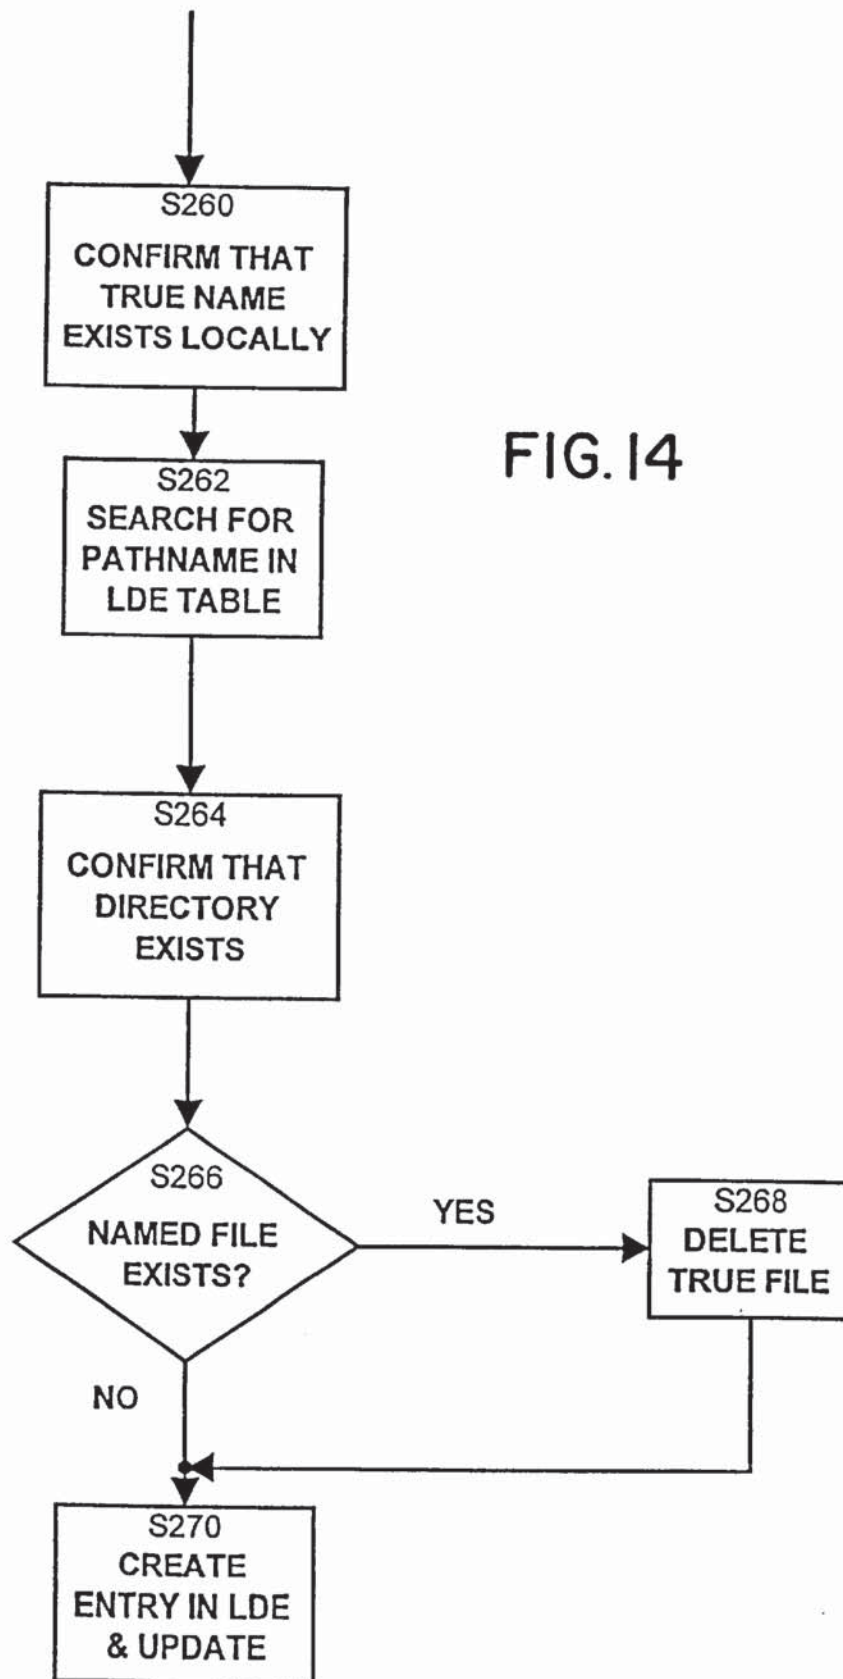 S260
CONFIRM THAT
TRUE NAME
EXISTS LOCALLY
FIG. 14
S262
SEARCH FOR
PATHNAME IN
LDE TABLE
S264
CONFIRM THAT
DIRECTORY
EXISTS
S266
NAMED FILE
EXISTS?
YES
S268
DELETE
TRUE FILE
NO
S270
CREATE
ENTRY IN LDE
& UPDATE